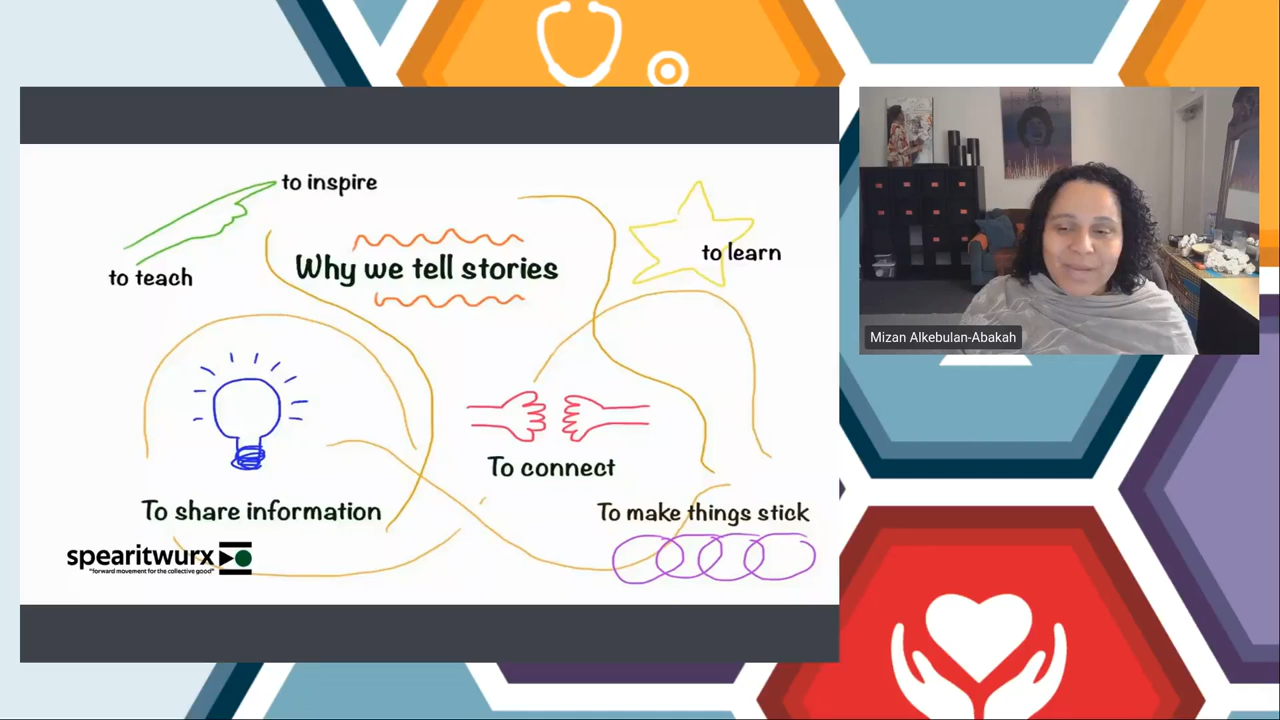 to inspire
to teach
Why we tell stories
to learn
To connect
To share information
To make things stick
spearitwurx
"forward movement for the collective good"
Mizan Alkebulan-Abakah